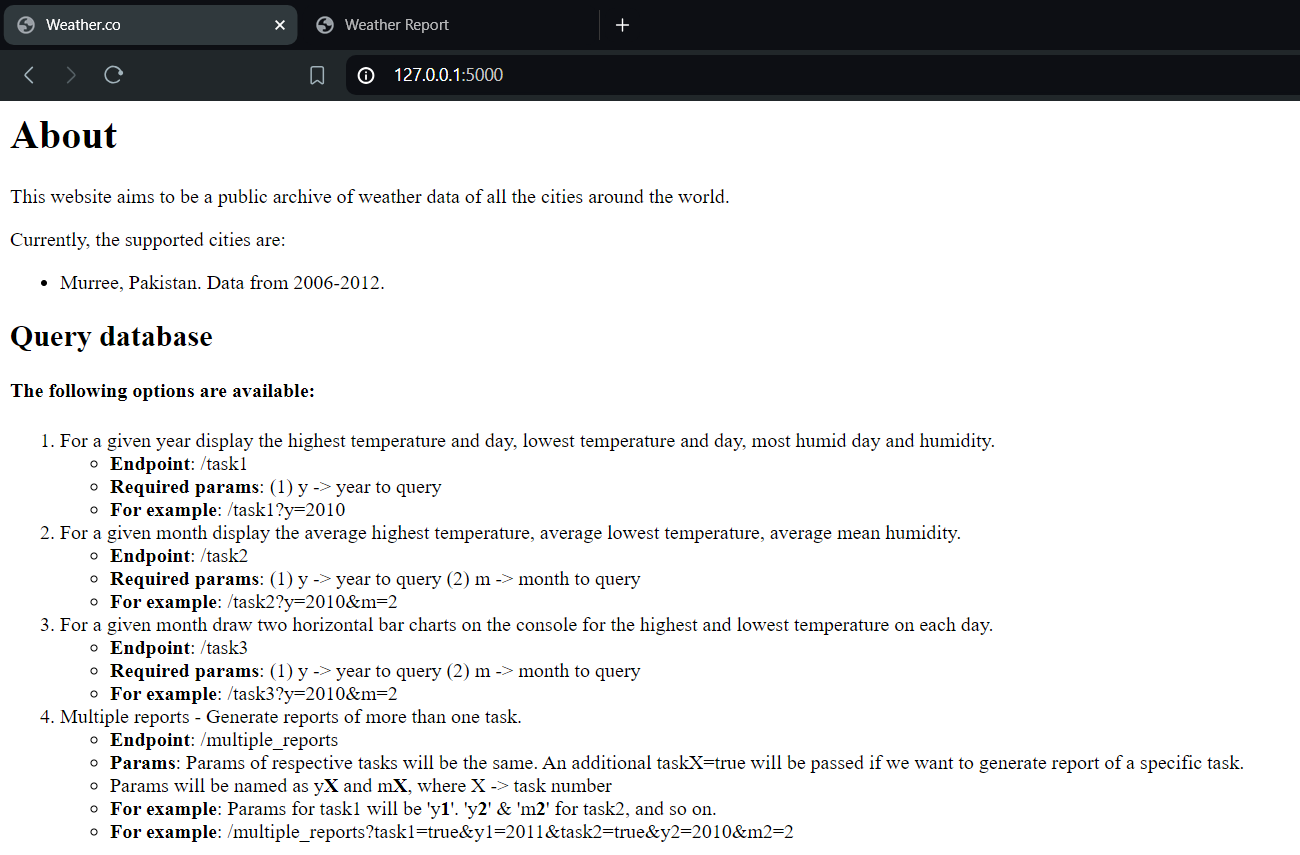 Weather.co
Weather Report
127.0.0.1:5000
About
This website aims to be a public archive of weather data of all the cities around the world.
Currently, the supported cities are:
• Murree, Pakistan. Data from 2006-2012.
Query database
The following options are available:
1. For a given year display the highest temperature and day, lowest temperature and day, most humid day and humidity.
◦ Endpoint: /task1
◦ Required params: (1) y -> year to query
◦ For example: /task1?y=2010
2. For a given month display the average highest temperature, average lowest temperature, average mean humidity.
◦ Endpoint: /task2
◦ Required params: (1) y -> year to query (2) m -> month to query
◦ For example: /task2?y=2010&m=2
3. For a given month draw two horizontal bar charts on the console for the highest and lowest temperature on each day.
◦ Endpoint: /task3
◦ Required params: (1) y -> year to query (2) m -> month to query
◦ For example: /task3?y=2010&m=2
4. Multiple reports - Generate reports of more than one task.
◦ Endpoint: /multiple_reports
◦ Params: Params of respective tasks will be the same. An additional taskX=true will be passed if we want to generate report of a specific task.
◦ Params will be named as yX and mX, where X -> task number
◦ For example: Params for task1 will be 'y1'. 'y2' & 'm2' for task2, and so on.
◦ For example: /multiple_reports?task1=true&y1=2011&task2=true&y2=2010&m2=2